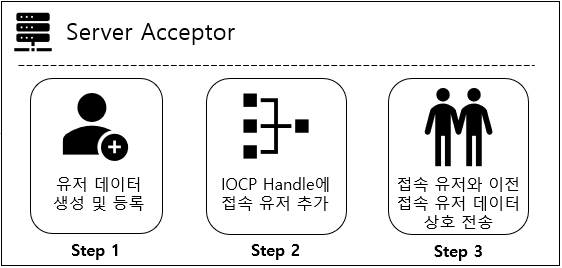 Server Acceptor
유저 데이터
생성 및 등록
Step 1
IOCP Handle에
접속 유저 추가
Step 2
접속 유저와 이전
접속 유저 데이터
상호 전송
Step 3